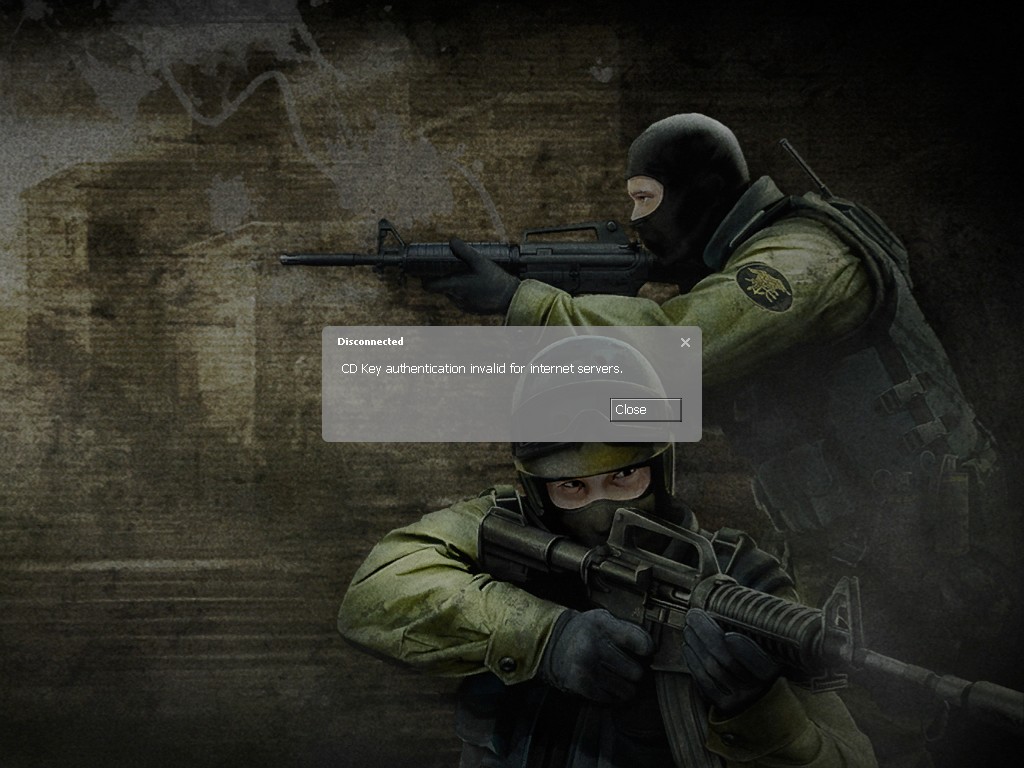 Disconnected
CD Key authentication invalid for internet servers.
Close